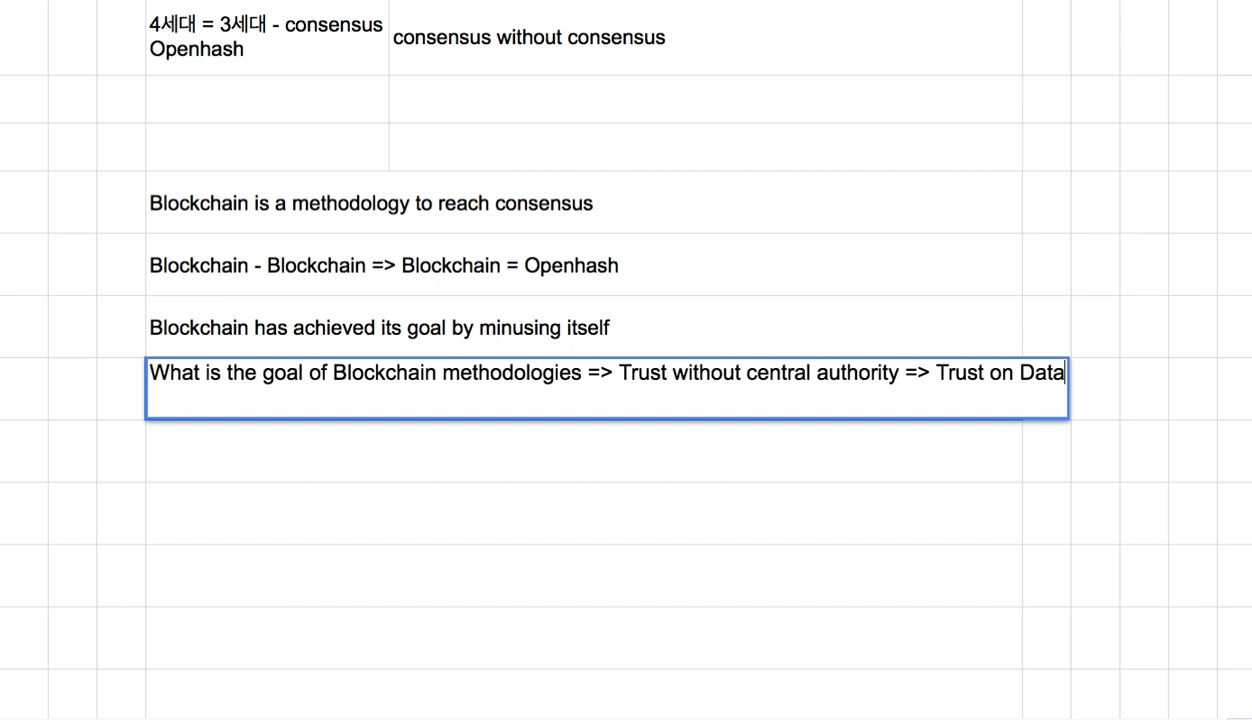 4세대 = 3세대 - consensus
Openhash
consensus without consensus
Blockchain is a methodology to reach consensus
Blockchain - Blockchain => Blockchain = Openhash
Blockchain has achieved its goal by minusing itself
What is the goal of Blockchain methodologies => Trust without central authority => Trust on Data